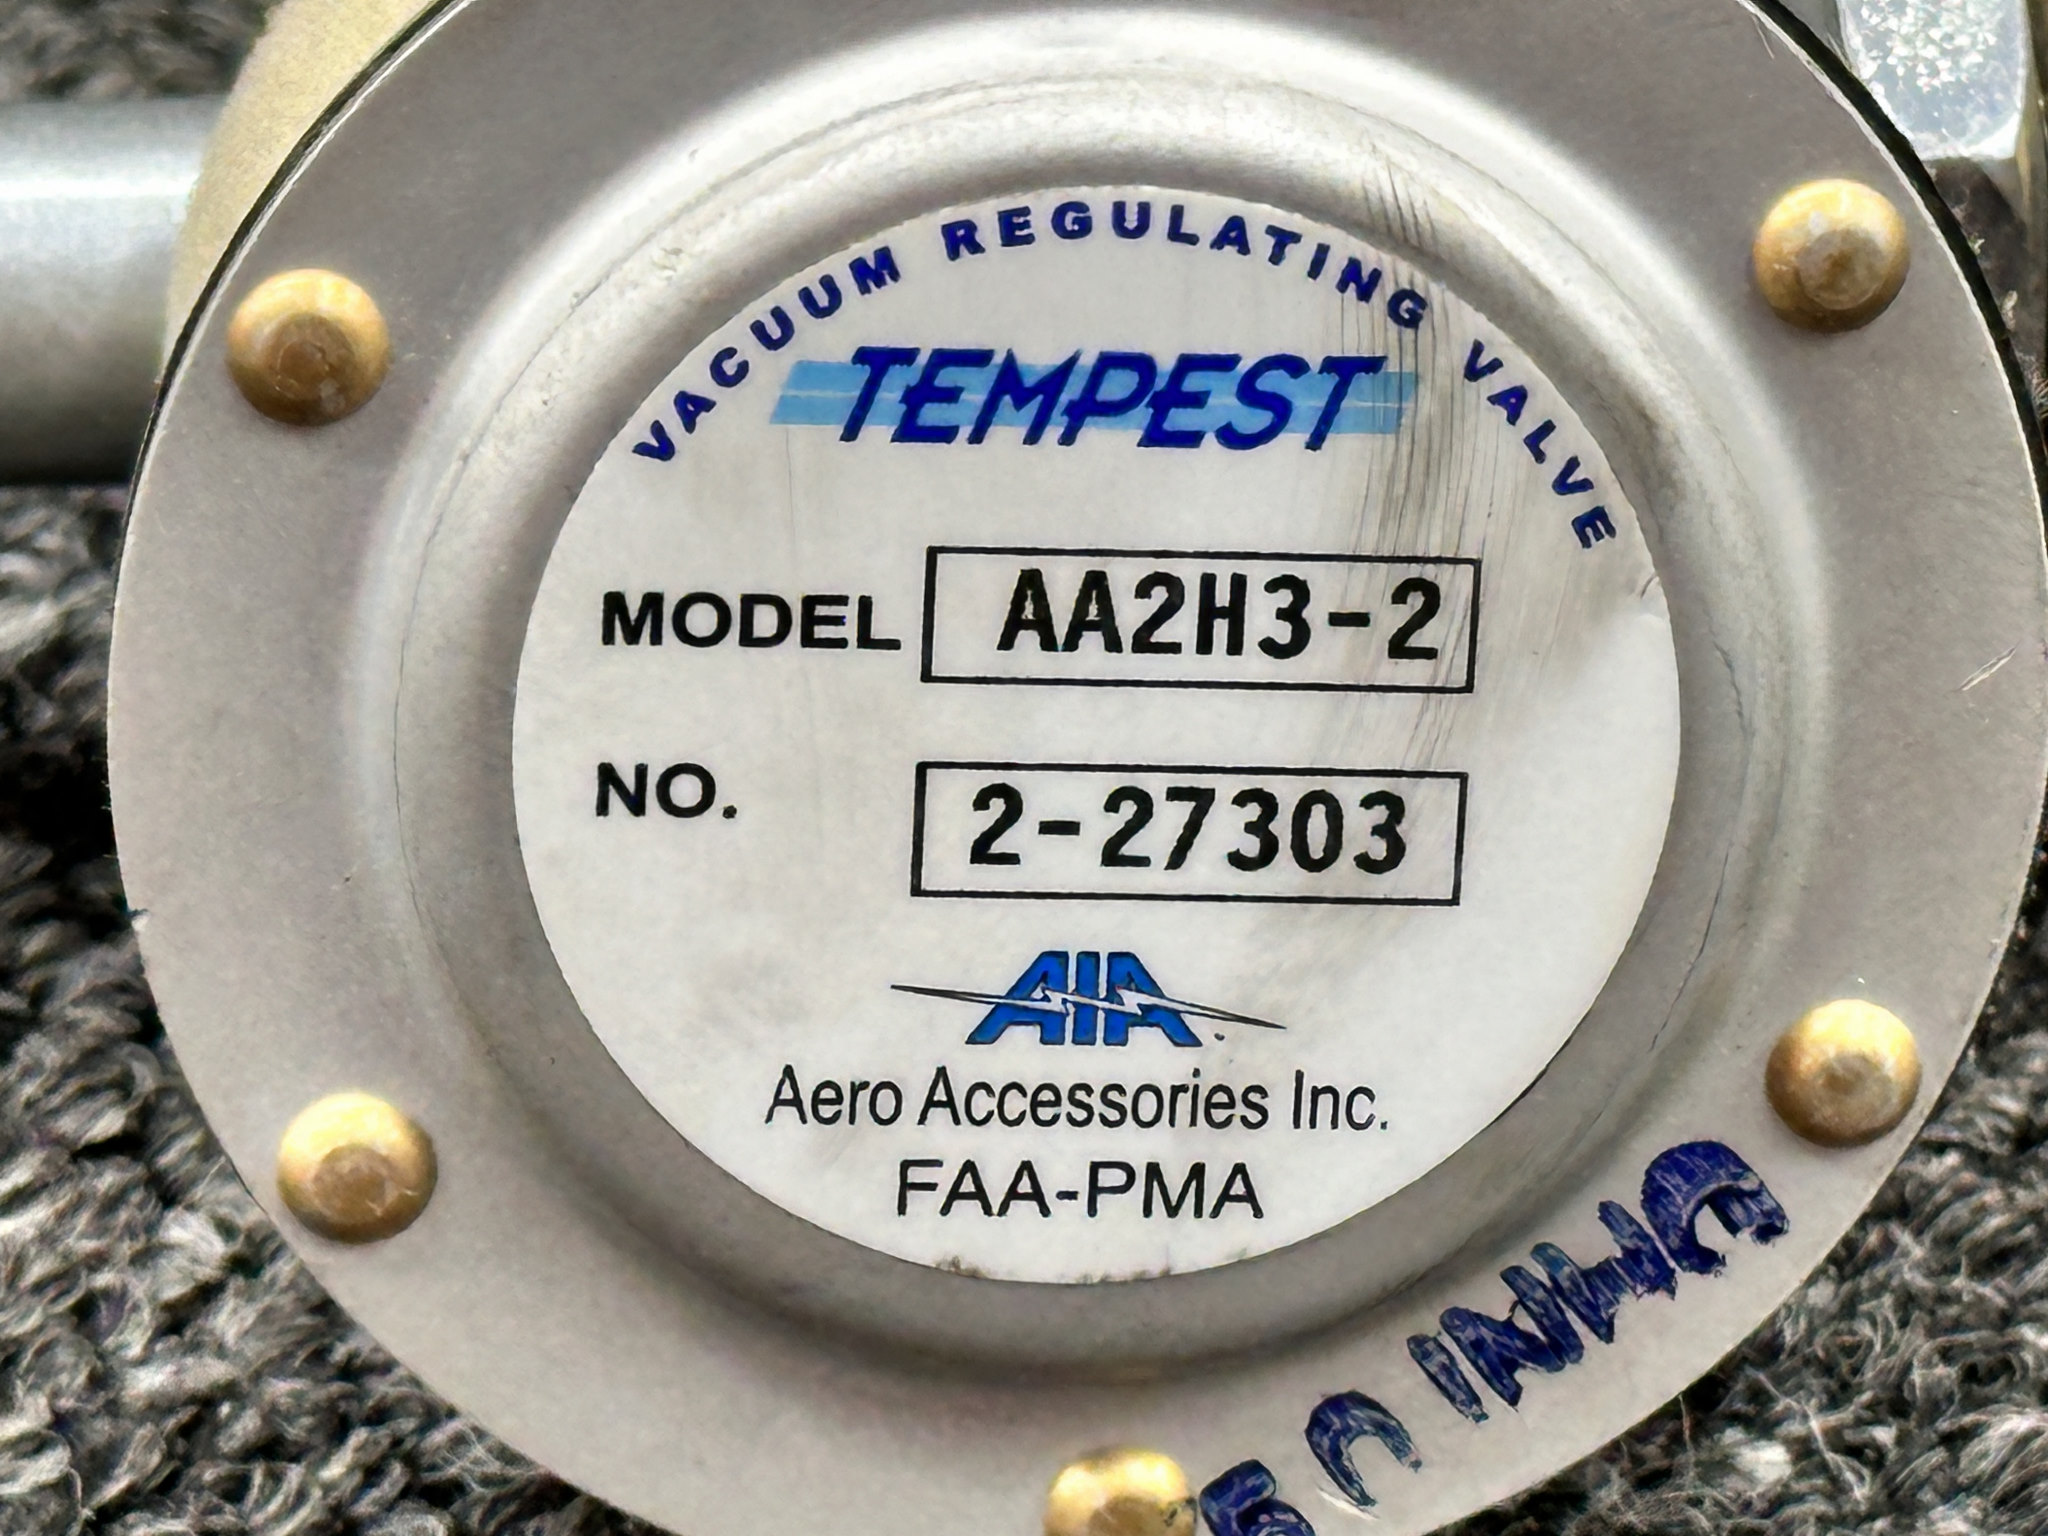 VACUUM REGULATING VALVE
TEMPEST
MODEL AA2H3-2
NO. 2-27303
AIA
Aero Accessories Inc.
FAA-PMA